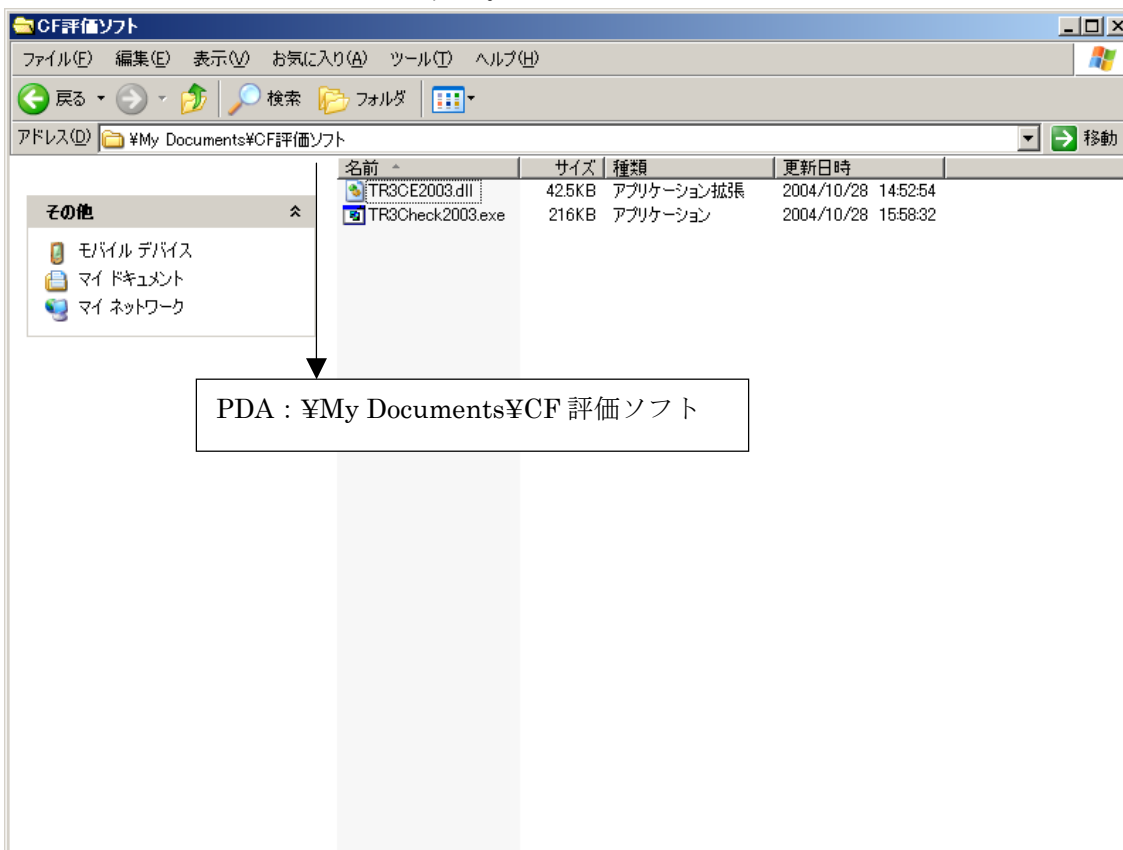 CF評価ソフト
ファイル(F) 編集(E) 表示(V) お気に入り(A) ツール(T) ヘルプ(H)
戻る 検索 フォルダ
アドレス(D) ¥My Documents¥CF評価ソフト 移動
名前 サイズ 種類 更新日時
TR3CE2003.dll 42.5KB アプリケーション拡張 2004/10/28 14:52:54
TR3Check2003.exe 216KB アプリケーション 2004/10/28 15:58:32
その他
モバイル デバイス
マイ ドキュメント
マイ ネットワーク
PDA：¥My Documents¥CF 評価ソフト